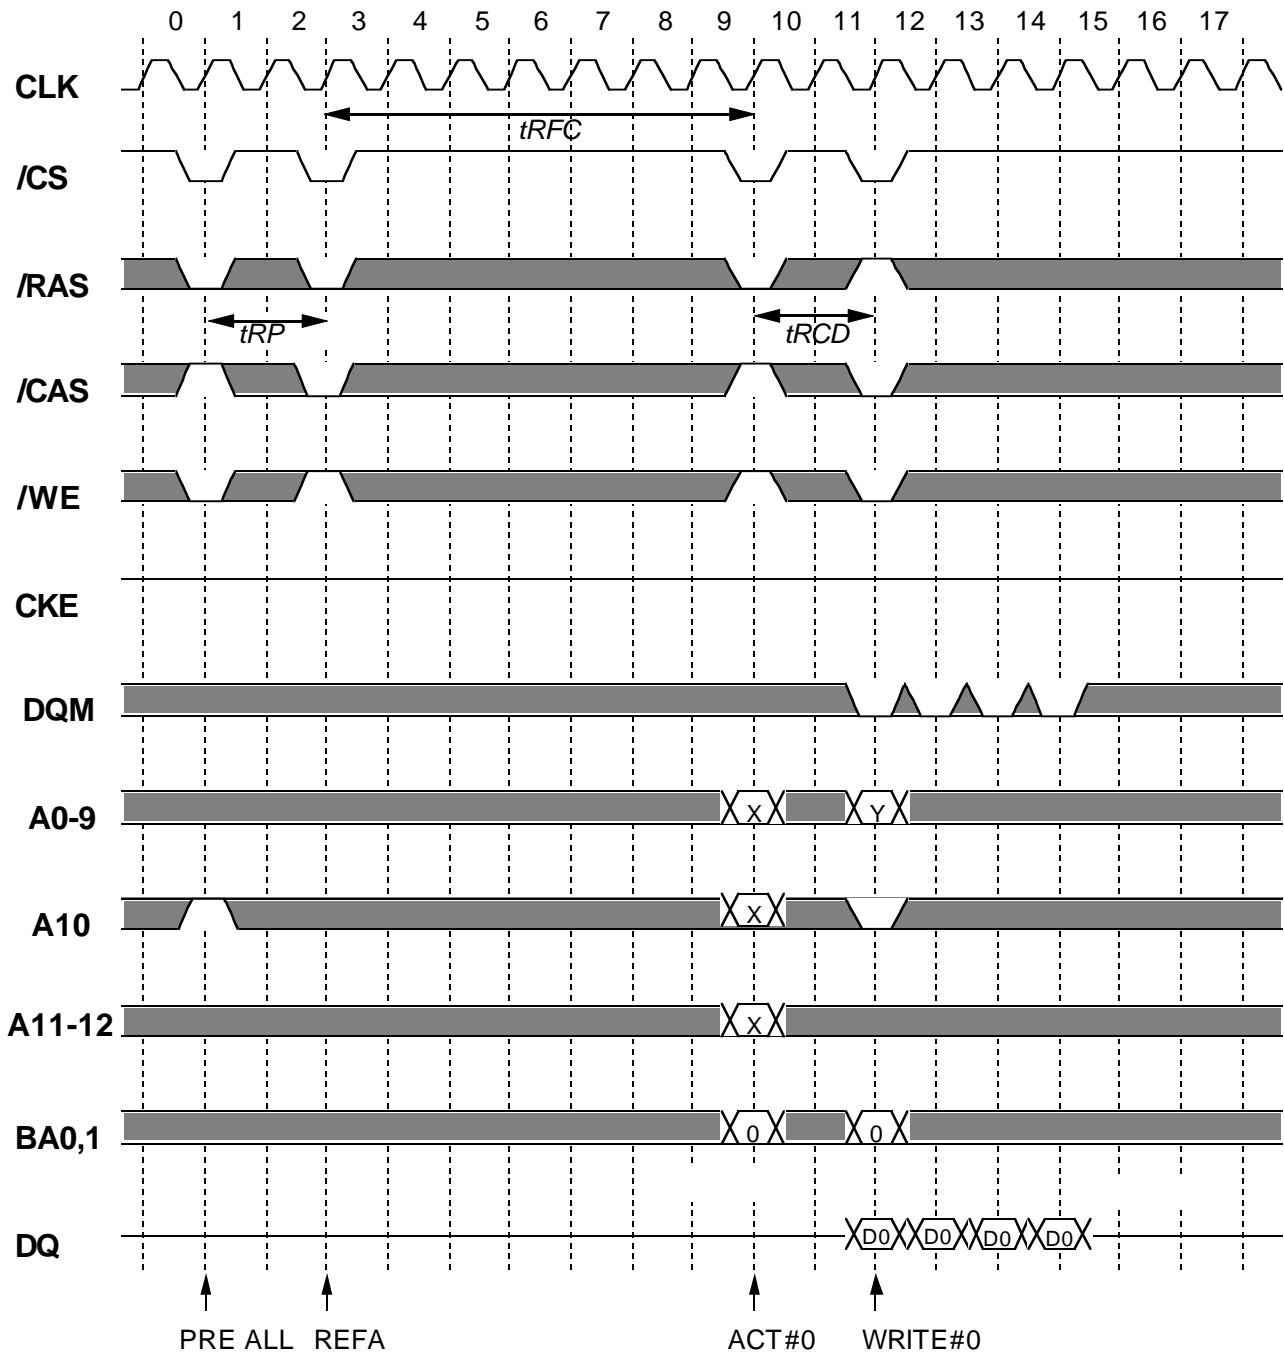 0 1 2 3 4 5 6 7 8 9 10 11 12 13 14 15 16 17
CLK
tRFC
/CS
/RAS
tRP tRCD
/CAS
/WE
CKE
DQM
A0-9 X Y
A10 X
A11-12 X
BA0,1 0 0
DQ D0 D0 D0 D0
PRE ALL REFA ACT#0 WRITE#0